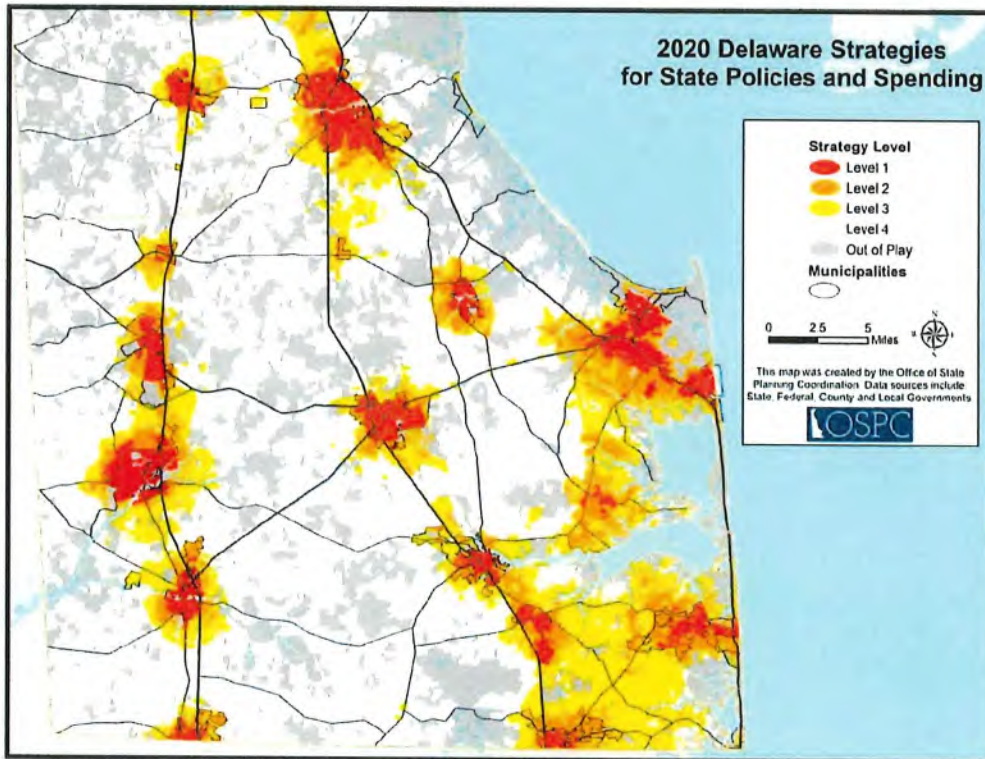 2020 Delaware Strategies
for State Policies and Spending
Strategy Level
Level 1
Level 2
Level 3
Level 4
Out of Play
Municipalities
0 2.5 5
Miles
This map was created by the Office of State
Planning Coordination. Data sources include
State, Federal, County and Local Governments
OSPC